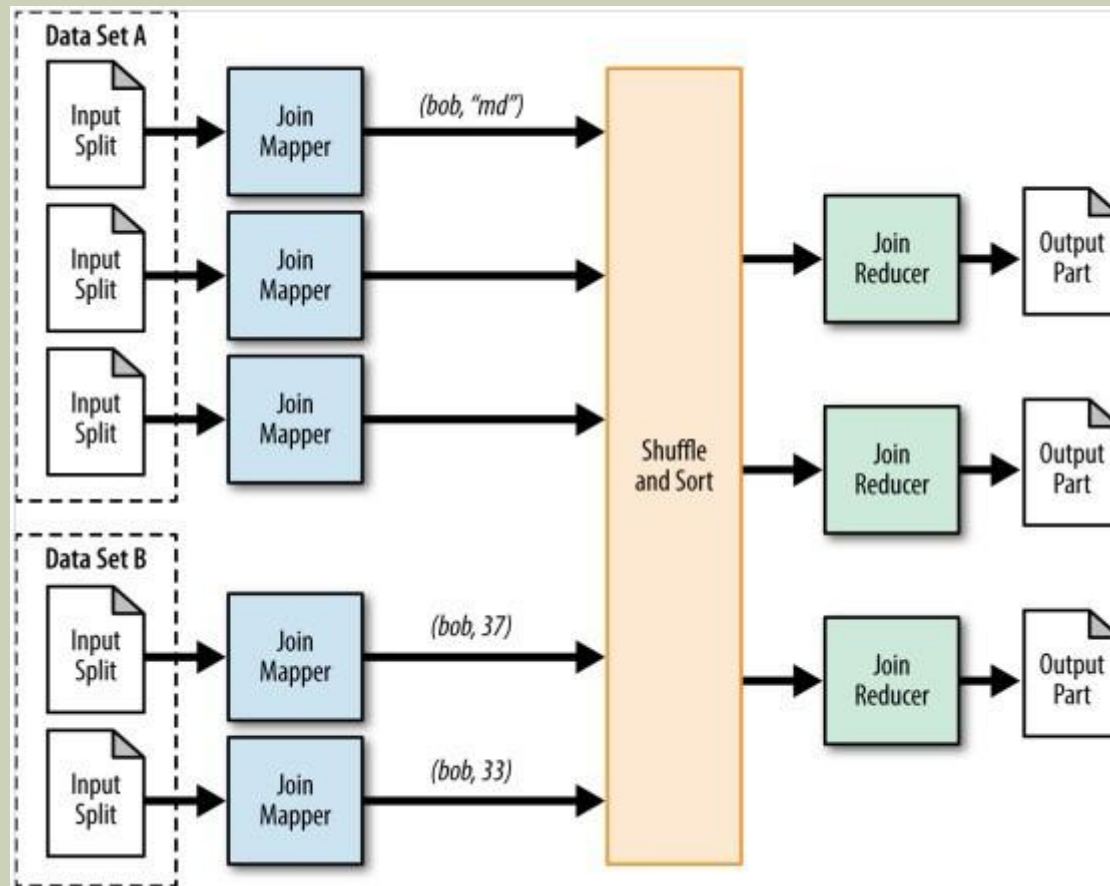 Data Set A
Input
Split
Join
Mapper
(bob, “md”)
Input
Split
Join
Mapper
Input
Split
Join
Mapper
Data Set B
Input
Split
Join
Mapper
(bob, 37)
Input
Split
Join
Mapper
(bob, 33)
Shuffle
and Sort
Join
Reducer
Output
Part
Join
Reducer
Output
Part
Join
Reducer
Output
Part